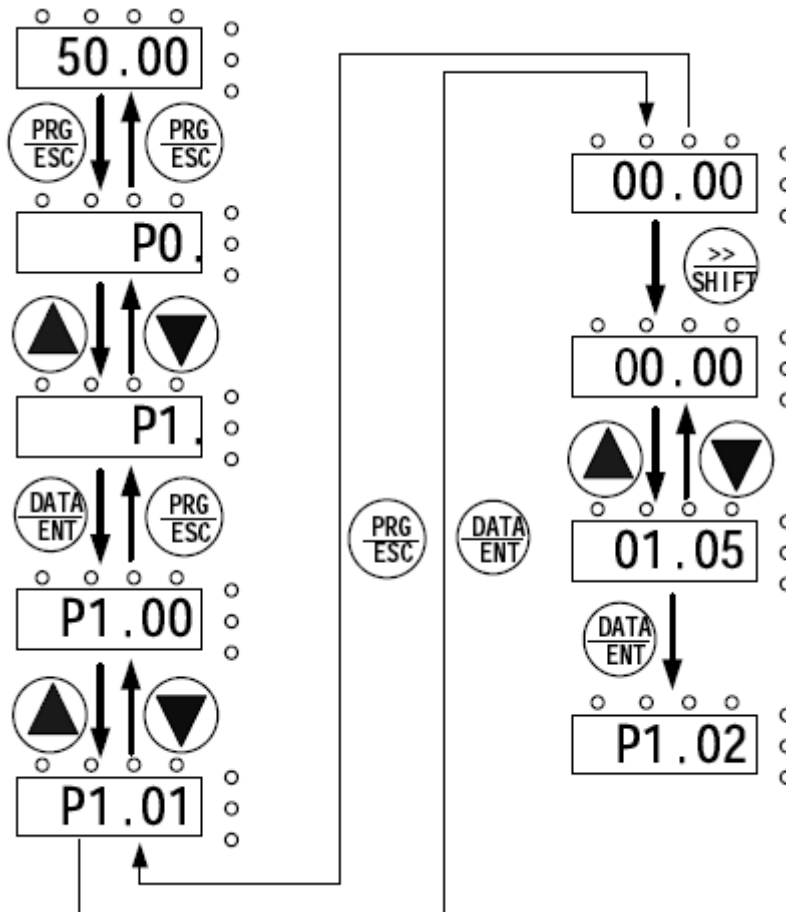 50.00
PRG
ESC
PRG
ESC
P0.
P1.
DATA
ENT
PRG
ESC
P1.00
P1.01
PRG
ESC
DATA
ENT
00.00
>>
SHIFT
00.00
01.05
DATA
ENT
P1.02